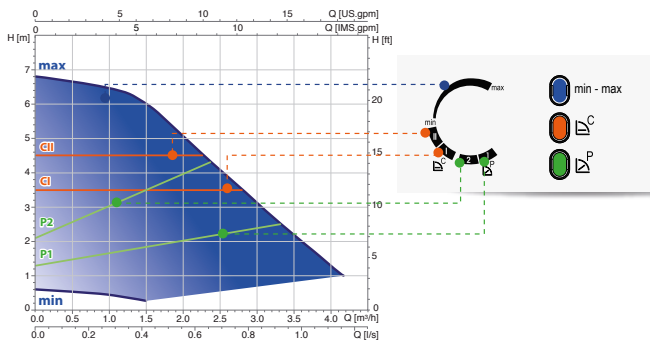 0 5 10 15 Q [US.gpm]
0 5 10 Q [IMS.gpm]
H [m]
H [ft]
max
7
6
5
4
3
2
1
0
20
15
10
5
0
CII
CI
P2
P1
min
0.0 0.5 1.0 1.5 2.0 2.5 3.0 3.5 4.0 Q [m³/h]
0.0 0.2 0.4 0.6 0.8 1.0 Q [l/s]
max
min
II
I
C
2
P
min - max
C
P